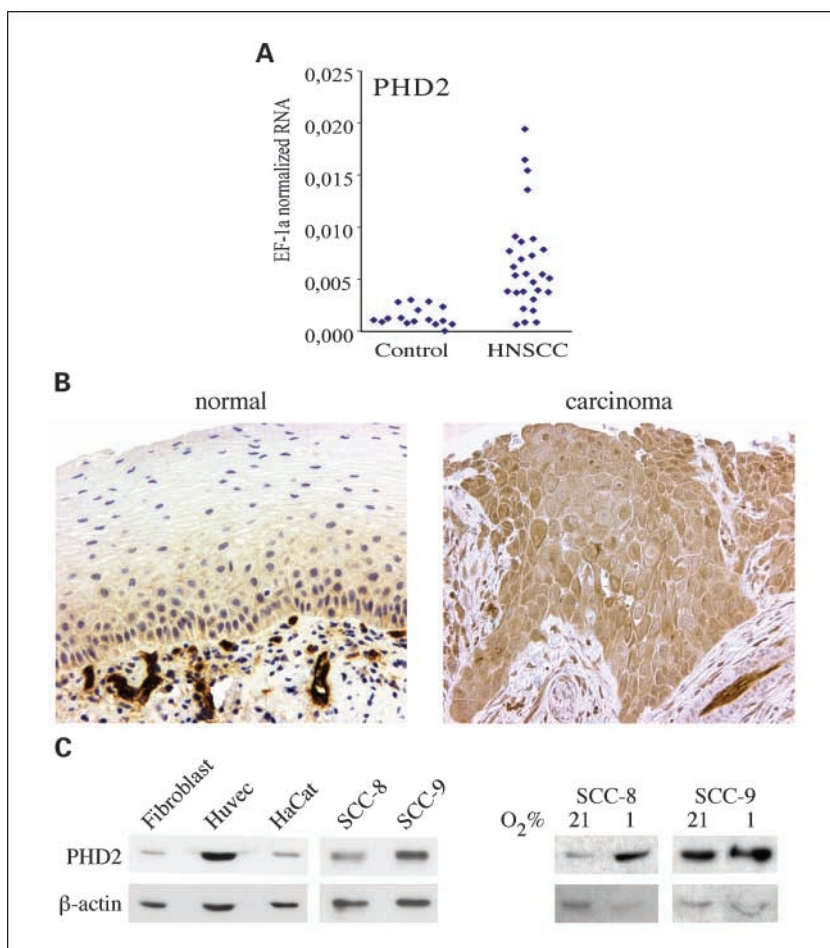 A
PHD2
EF-1a normalized RNA
0,025
0,020
0,015
0,010
0,005
0,000
Control HNSCC
B
normal carcinoma
C
Fibroblast Huvec HaCat SCC-8 SCC-9
SCC-8 SCC-9
O2% 21 1 21 1
PHD2
β-actin